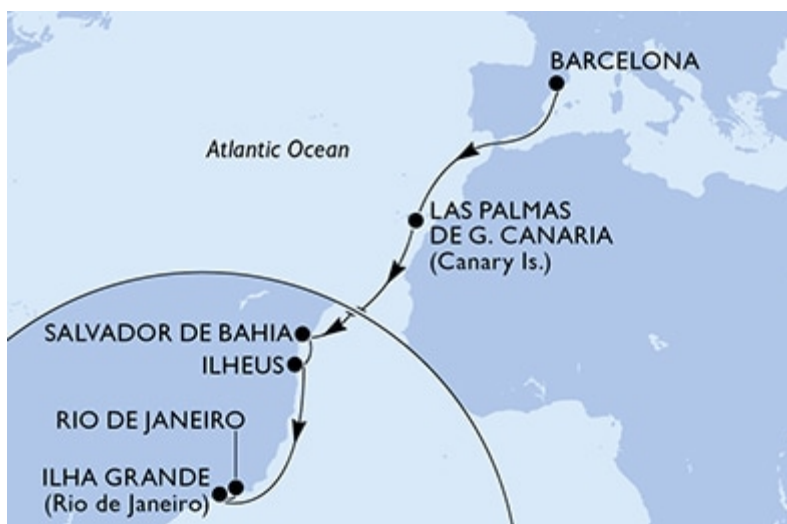 BARCELONA
Atlantic Ocean
LAS PALMAS
DE G. CANARIA
(Canary Is.)
SALVADOR DE BAHIA
ILHEUS
RIO DE JANEIRO
ILHA GRANDE
(Rio de Janeiro)